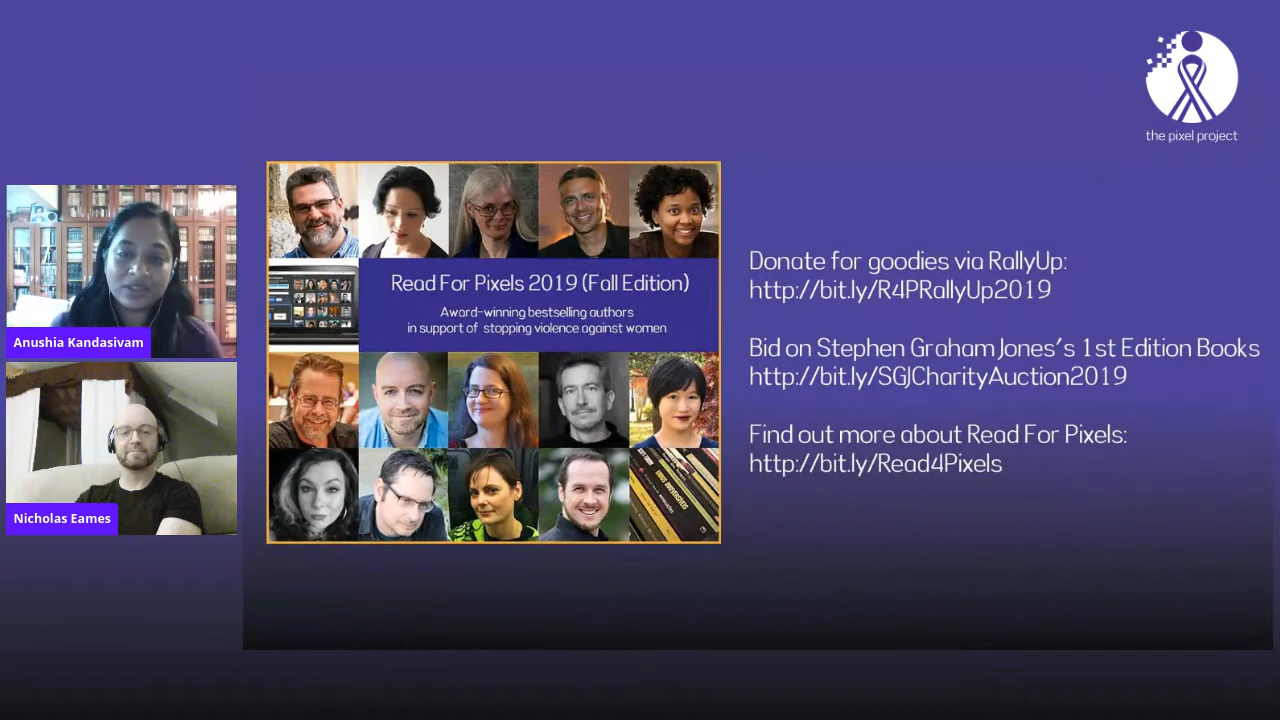 the pixel project
Anushia Kandasivam
Nicholas Eames
Read For Pixels 2019 (Fall Edition)
Award-winning bestselling authors
in support of stopping violence against women
Donate for goodies via RallyUp:
http://bit.ly/R4PRallyUp2019
Bid on Stephen Graham Jones's 1st Edition Books
http://bit.ly/SGJCharityAuction2019
Find out more about Read For Pixels:
http://bit.ly/Read4Pixels